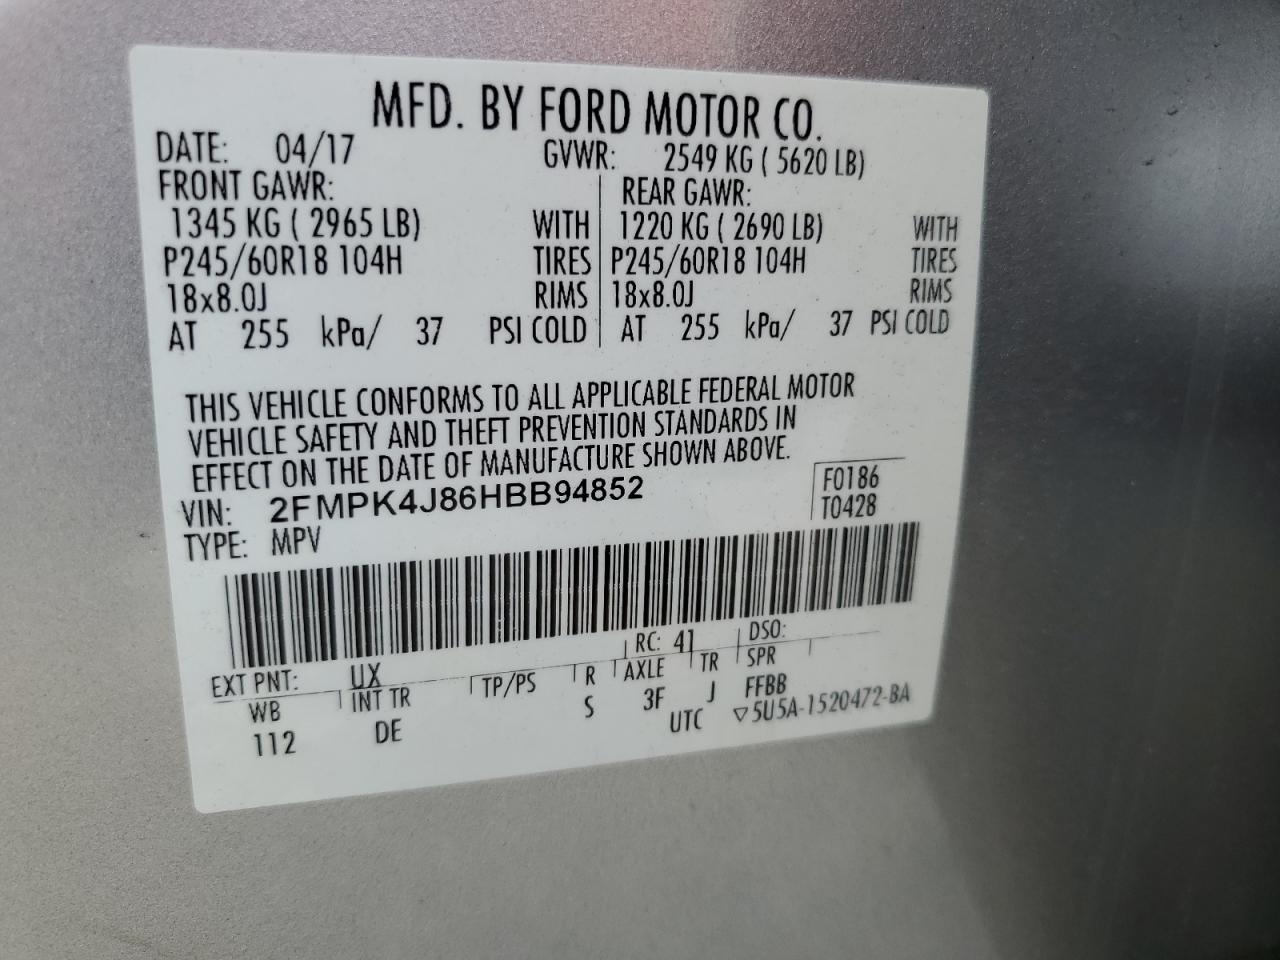 MFD. BY FORD MOTOR CO.
DATE: 04/17 GVWR: 2549 KG ( 5620 LB)
FRONT GAWR: REAR GAWR:
1345 KG ( 2965 LB) WITH 1220 KG ( 2690 LB) WITH
P245/60R18 104H TIRES P245/60R18 104H TIRES
18x8.0J RIMS 18x8.0J RIMS
AT 255 kPa/ 37 PSI COLD AT 255 kPa/ 37 PSI COLD
THIS VEHICLE CONFORMS TO ALL APPLICABLE FEDERAL MOTOR
VEHICLE SAFETY AND THEFT PREVENTION STANDARDS IN
EFFECT ON THE DATE OF MANUFACTURE SHOWN ABOVE.
VIN: 2FMPK4J86HBB94852 F0186
TYPE: MPV T0428
EXT PNT: UX RC: 41 DSO:
WB INT TR TP/PS R AXLE TR SPR
112 DE S 3F J FFBB
UTC ▽5U5A-1520472-BA